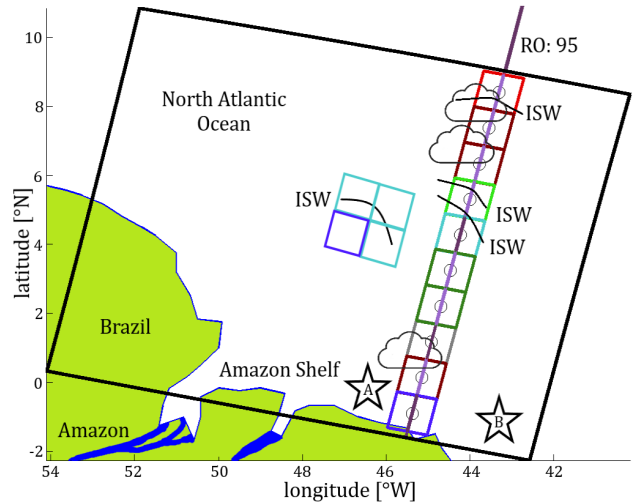 RO: 95
10
North Atlantic
Ocean
8
ISW
6
ISW
ISW
ISW
4
latitude [°N]
Brazil
2
Amazon Shelf
0
A
B
Amazon
-2
54
52
50
48
46
44
42
longitude [°W]